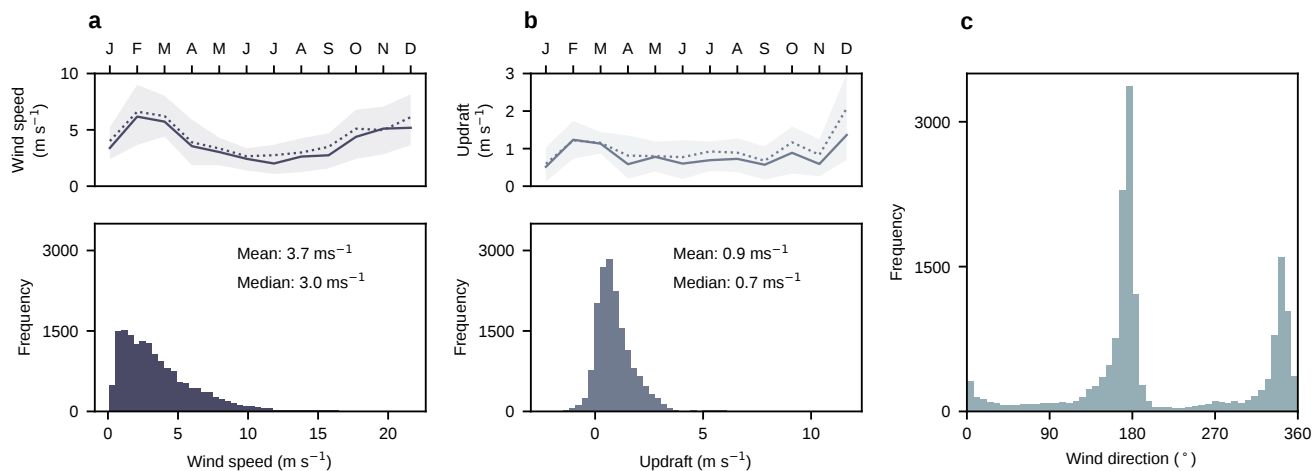 a
J F M A M J J A S O N D
10
5
0
Wind speed
(m s⁻¹)
3000
1500
0
Frequency
Mean: 3.7 ms⁻¹
Median: 3.0 ms⁻¹
0 5 10 15 20
Wind speed (m s⁻¹)
b
J F M A M J J A S O N D
3
2
1
0
Updraft
(m s⁻¹)
3000
1500
0
Frequency
Mean: 0.9 ms⁻¹
Median: 0.7 ms⁻¹
0 5 10
Updraft (m s⁻¹)
c
3000
1500
0
Frequency
0 90 180 270 360
Wind direction (°)